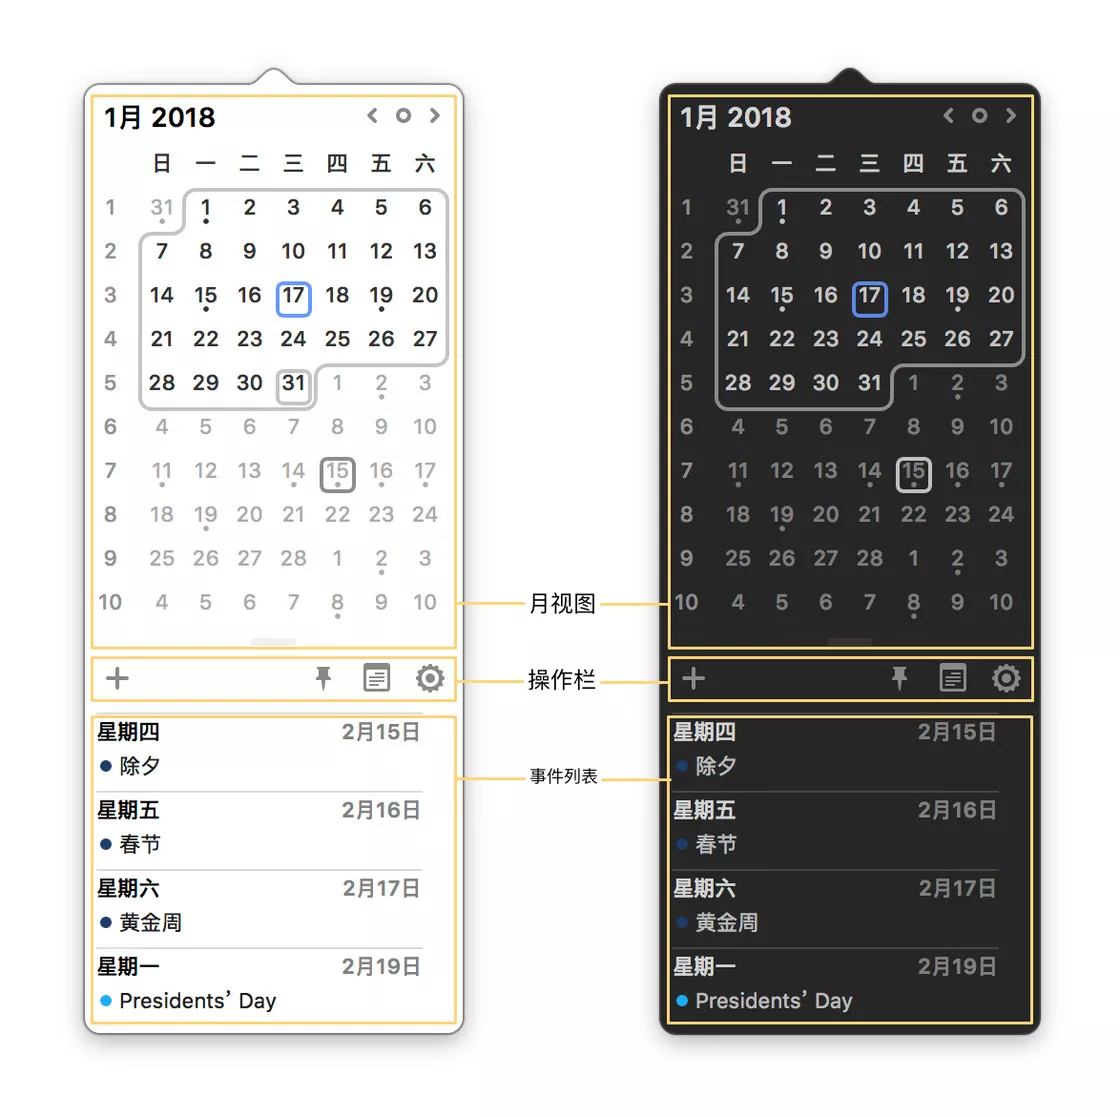 1月 2018
日 一 二 三 四 五 六
1 31 1 2 3 4 5 6
2 7 8 9 10 11 12 13
3 14 15 16 17 18 19 20
4 21 22 23 24 25 26 27
5 28 29 30 31 1 2 3
6 4 5 6 7 8 9 10
7 11 12 13 14 15 16 17
8 18 19 20 21 22 23 24
9 25 26 27 28 1 2 3
10 4 5 6 7 8 9 10
星期四 2月15日
除夕
星期五 2月16日
春节
星期六 2月17日
黄金周
星期一 2月19日
Presidents’ Day
月视图
操作栏
事件列表
1月 2018
日 一 二 三 四 五 六
1 31 1 2 3 4 5 6
2 7 8 9 10 11 12 13
3 14 15 16 17 18 19 20
4 21 22 23 24 25 26 27
5 28 29 30 31 1 2 3
6 4 5 6 7 8 9 10
7 11 12 13 14 15 16 17
8 18 19 20 21 22 23 24
9 25 26 27 28 1 2 3
10 4 5 6 7 8 9 10
星期四 2月15日
除夕
星期五 2月16日
春节
星期六 2月17日
黄金周
星期一 2月19日
Presidents’ Day